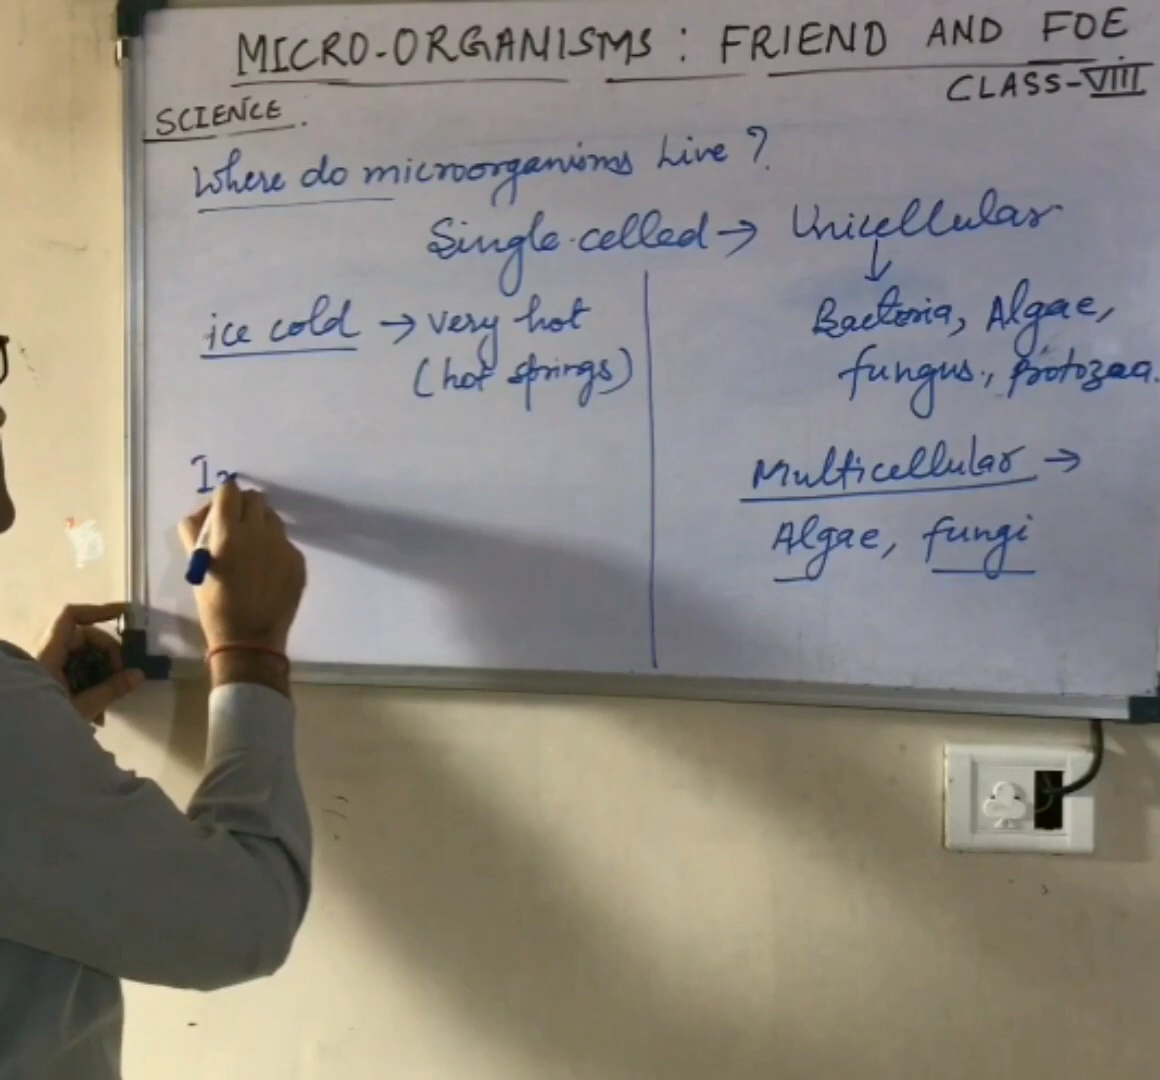 MICRO-ORGANISMS : FRIEND AND FOE
CLASS-VIII
SCIENCE.
Where do microorganisms Live ?
Single celled → Unicellular
↓
ice cold → very hot
(hot springs)
Bacteria, Algae,
fungus, protozoa.
Multicellular →
Algae, fungi